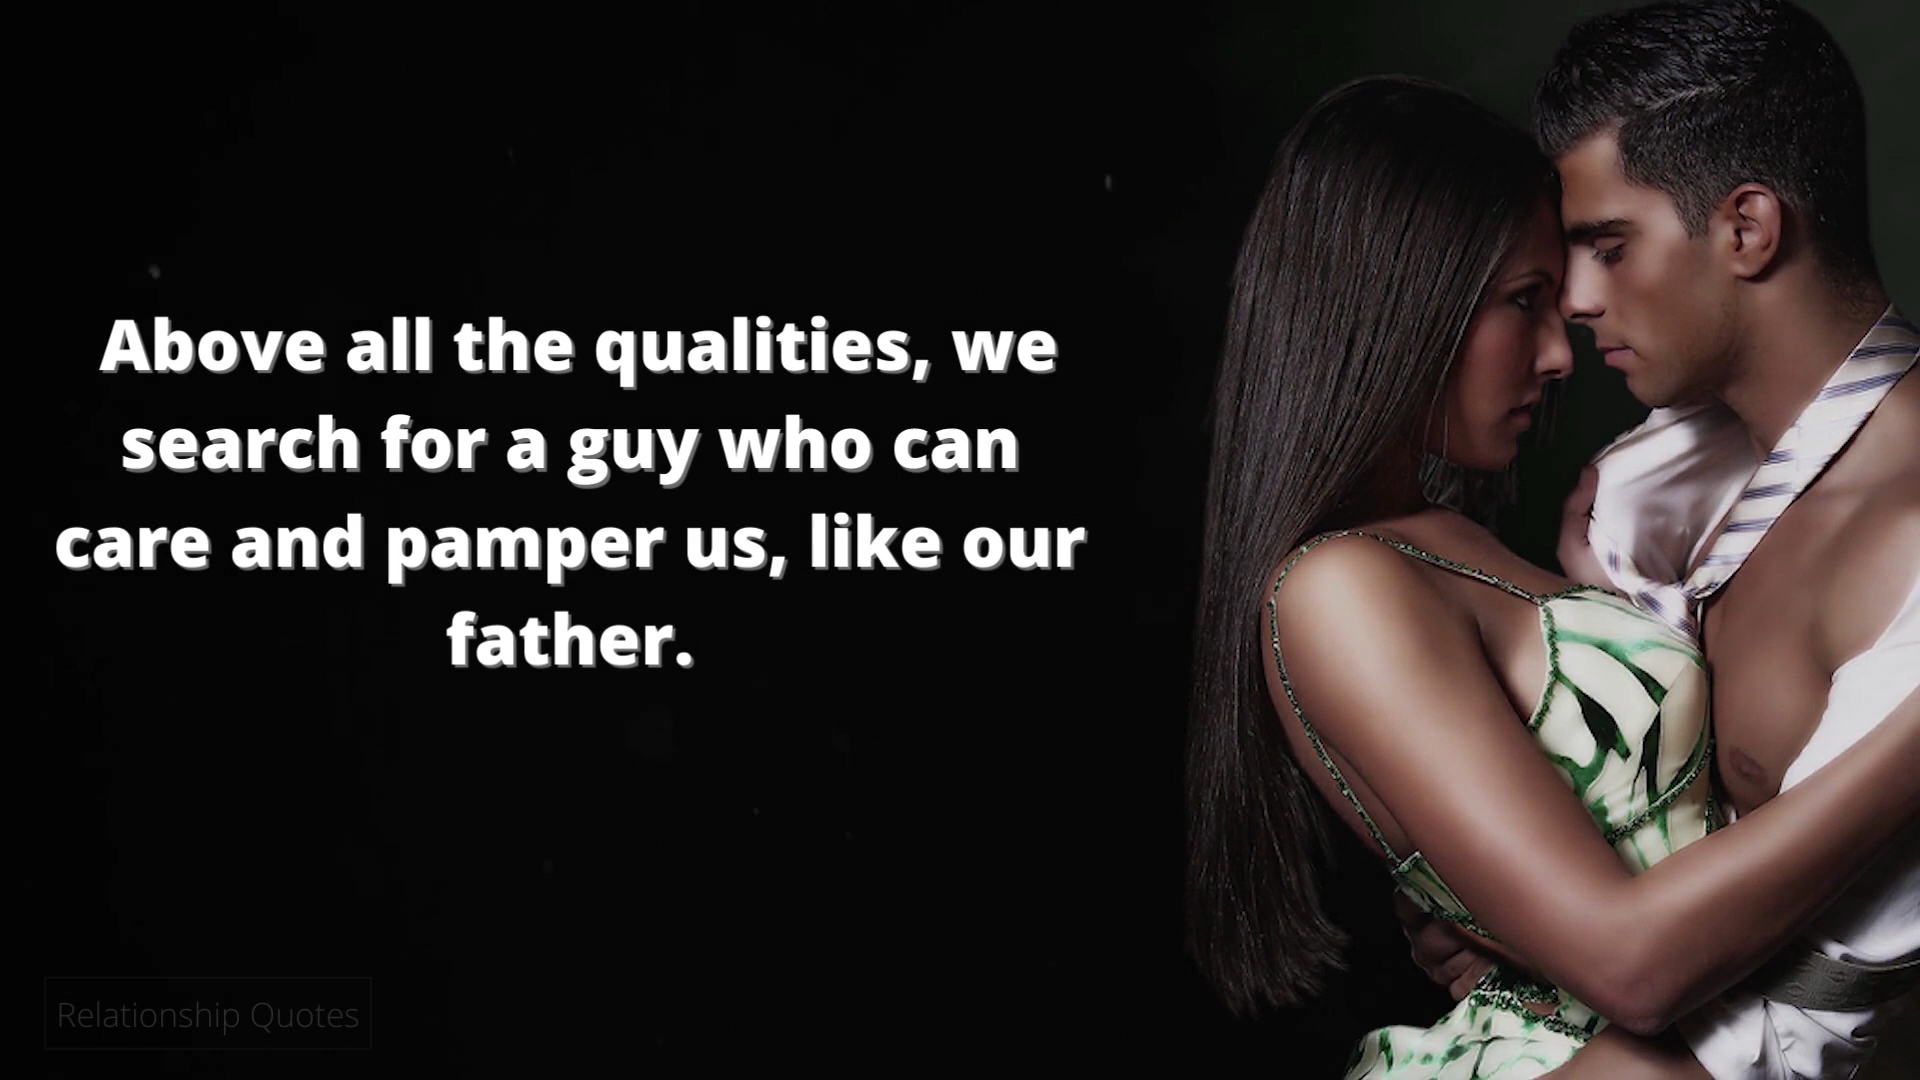 Above all the qualities, we
search for a guy who can
care and pamper us, like our
father.
Relationship Quotes